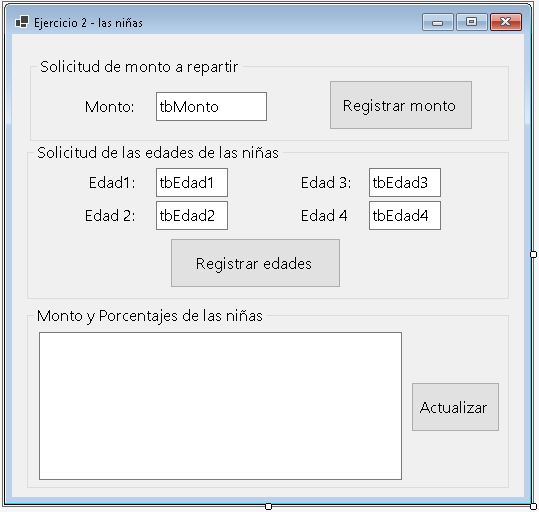 Ejercicio 2 - las niñas
Solicitud de monto a repartir
Monto: tbMonto Registrar monto
Solicitud de las edades de las niñas
Edad1: tbEdad1 Edad 3: tbEdad3
Edad 2: tbEdad2 Edad 4 tbEdad4
Registrar edades
Monto y Porcentajes de las niñas
Actualizar